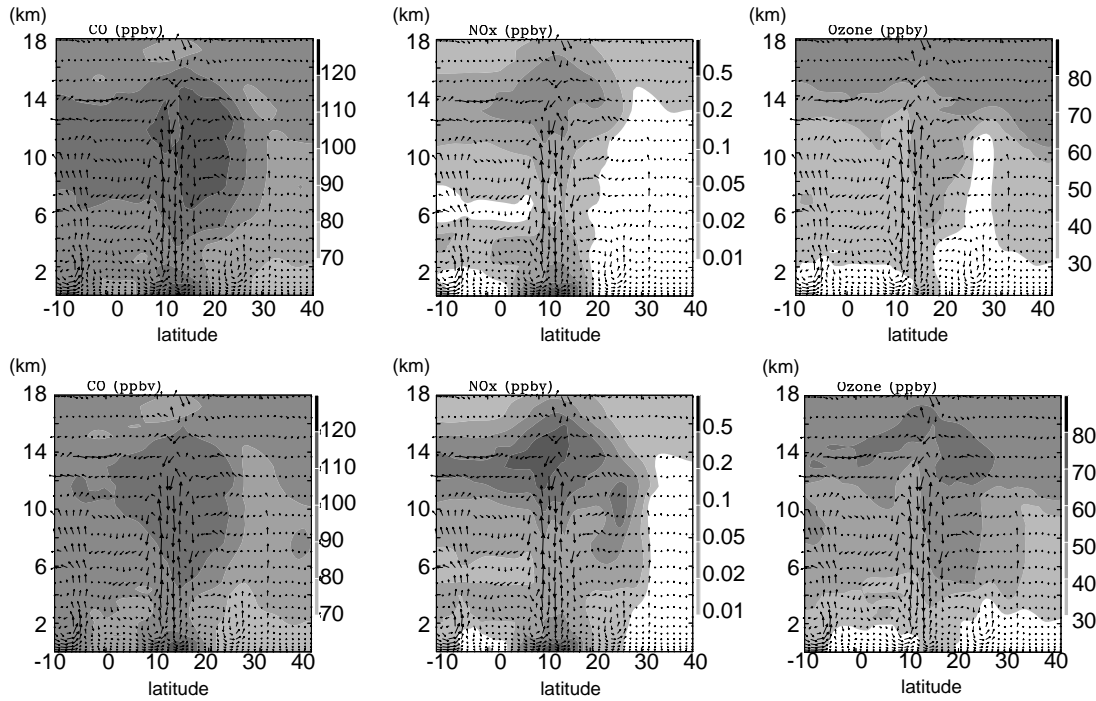 (km) (km) (km)
CO (ppbv) NOx (ppbv) Ozone (ppbv)
18 18 18
120 0.5 80
14 110 14 0.2 14 70
100 0.1 60
10 90 10 0.05 10 50
6 80 6 0.02 6 40
70 0.01 30
2 2 2
-10 0 10 20 30 40 -10 0 10 20 30 40 -10 0 10 20 30 40
latitude latitude latitude
(km) (km) (km)
CO (ppbv) NOx (ppbv) Ozone (ppbv)
18 18 18
120 0.5 80
14 110 14 0.2 14 70
10 100 10 0.1 10 60
90 0.05 50
6 80 6 0.02 6 40
70 0.01 30
2 2 2
-10 0 10 20 30 40 -10 0 10 20 30 40 -10 0 10 20 30 40
latitude latitude latitude